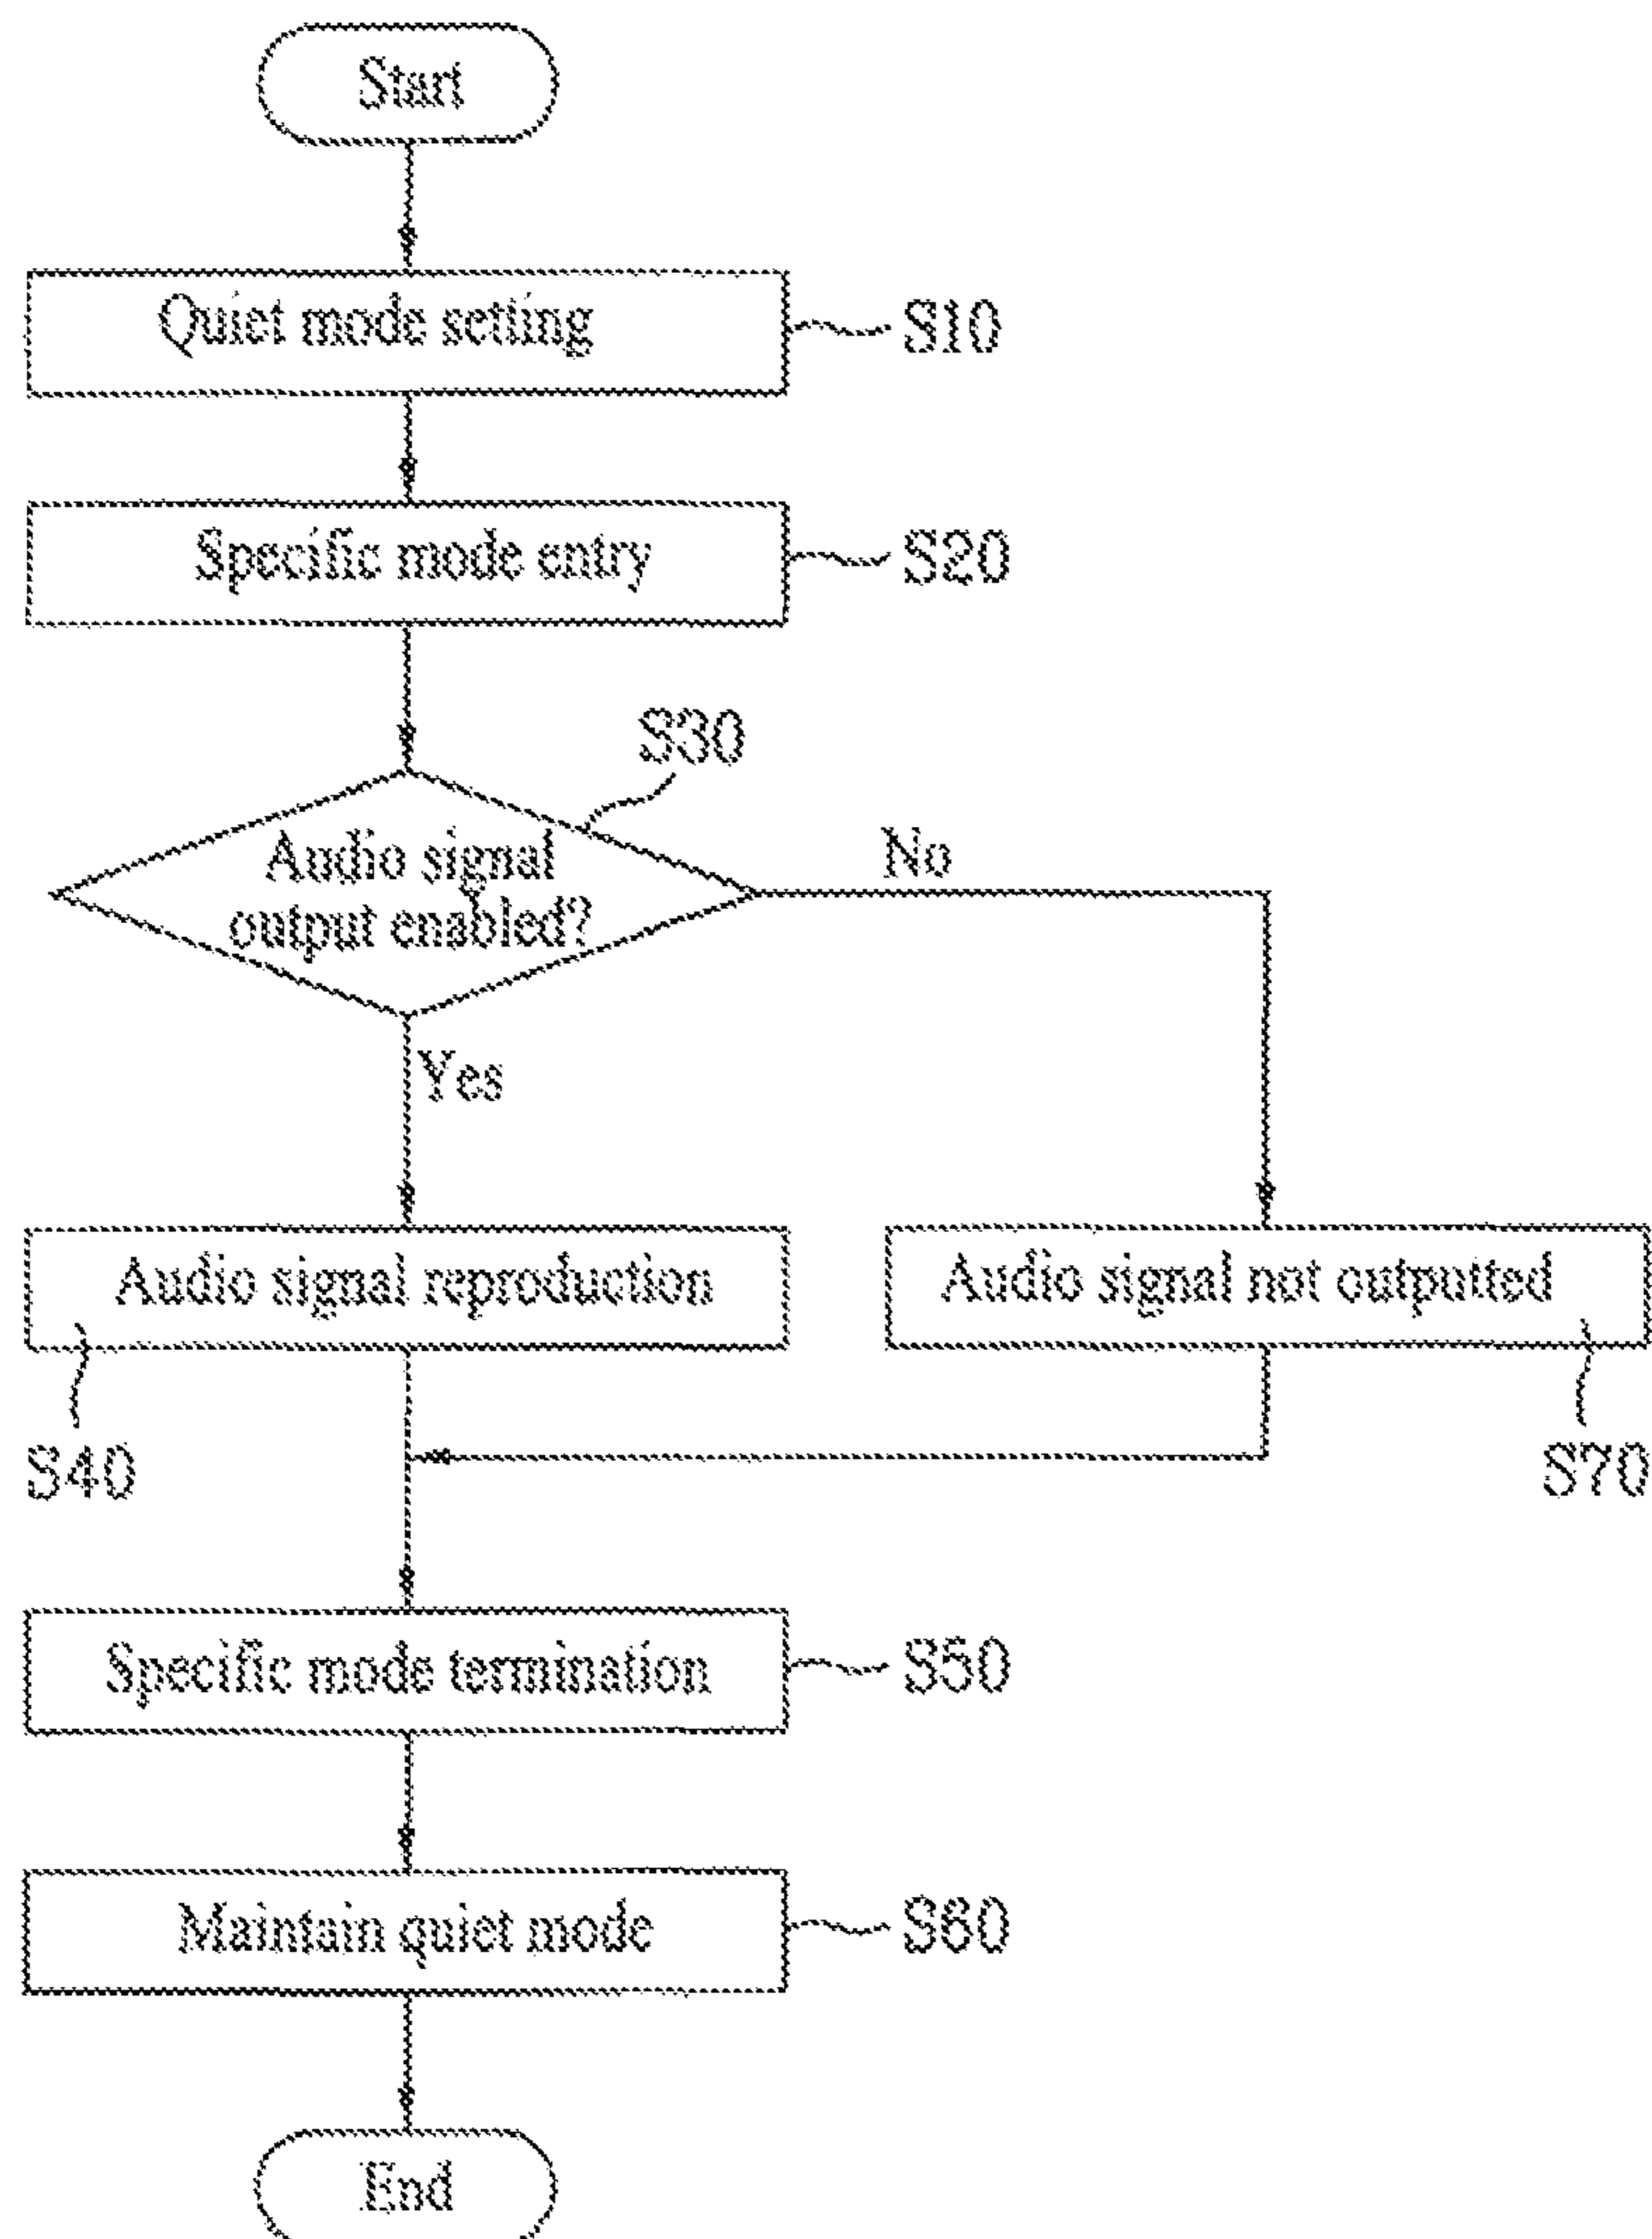 Start
Quiet mode setting
S10
Specific mode entry
S20
S30
Audio signal
output enabled?
No
Yes
Audio signal reproduction
Audio signal not outputted
S40
S70
Specific mode termination
S50
Maintain quiet mode
S60
End